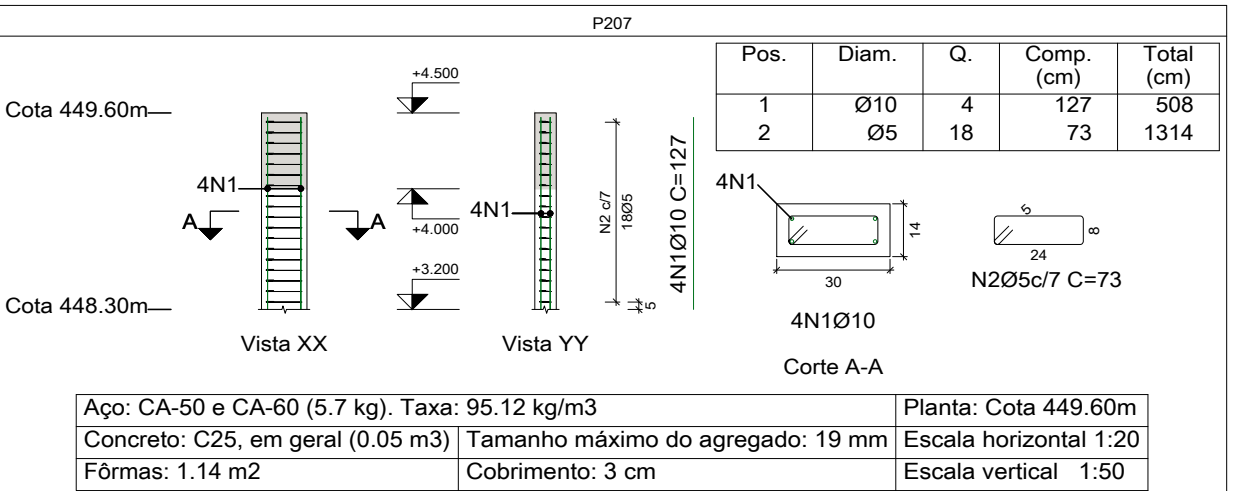 P207
Cota 449.60m
Cota 448.30m
4N1
A
A
Vista XX
+4.500
+4.000
+3.200
4N1
Vista YY
N2 c/7
18Ø5
5
4N1Ø10 C=127
Pos. Diam. Q. Comp. (cm) Total (cm)
1 Ø10 4 127 508
2 Ø5 18 73 1314
4N1
14
30
4N1Ø10
Corte A-A
5
8
24
N2Ø5c/7 C=73
Aço: CA-50 e CA-60 (5.7 kg). Taxa: 95.12 kg/m3 Planta: Cota 449.60m
Concreto: C25, em geral (0.05 m3) Tamanho máximo do agregado: 19 mm Escala horizontal 1:20
Fôrmas: 1.14 m2 Cobrimento: 3 cm Escala vertical 1:50